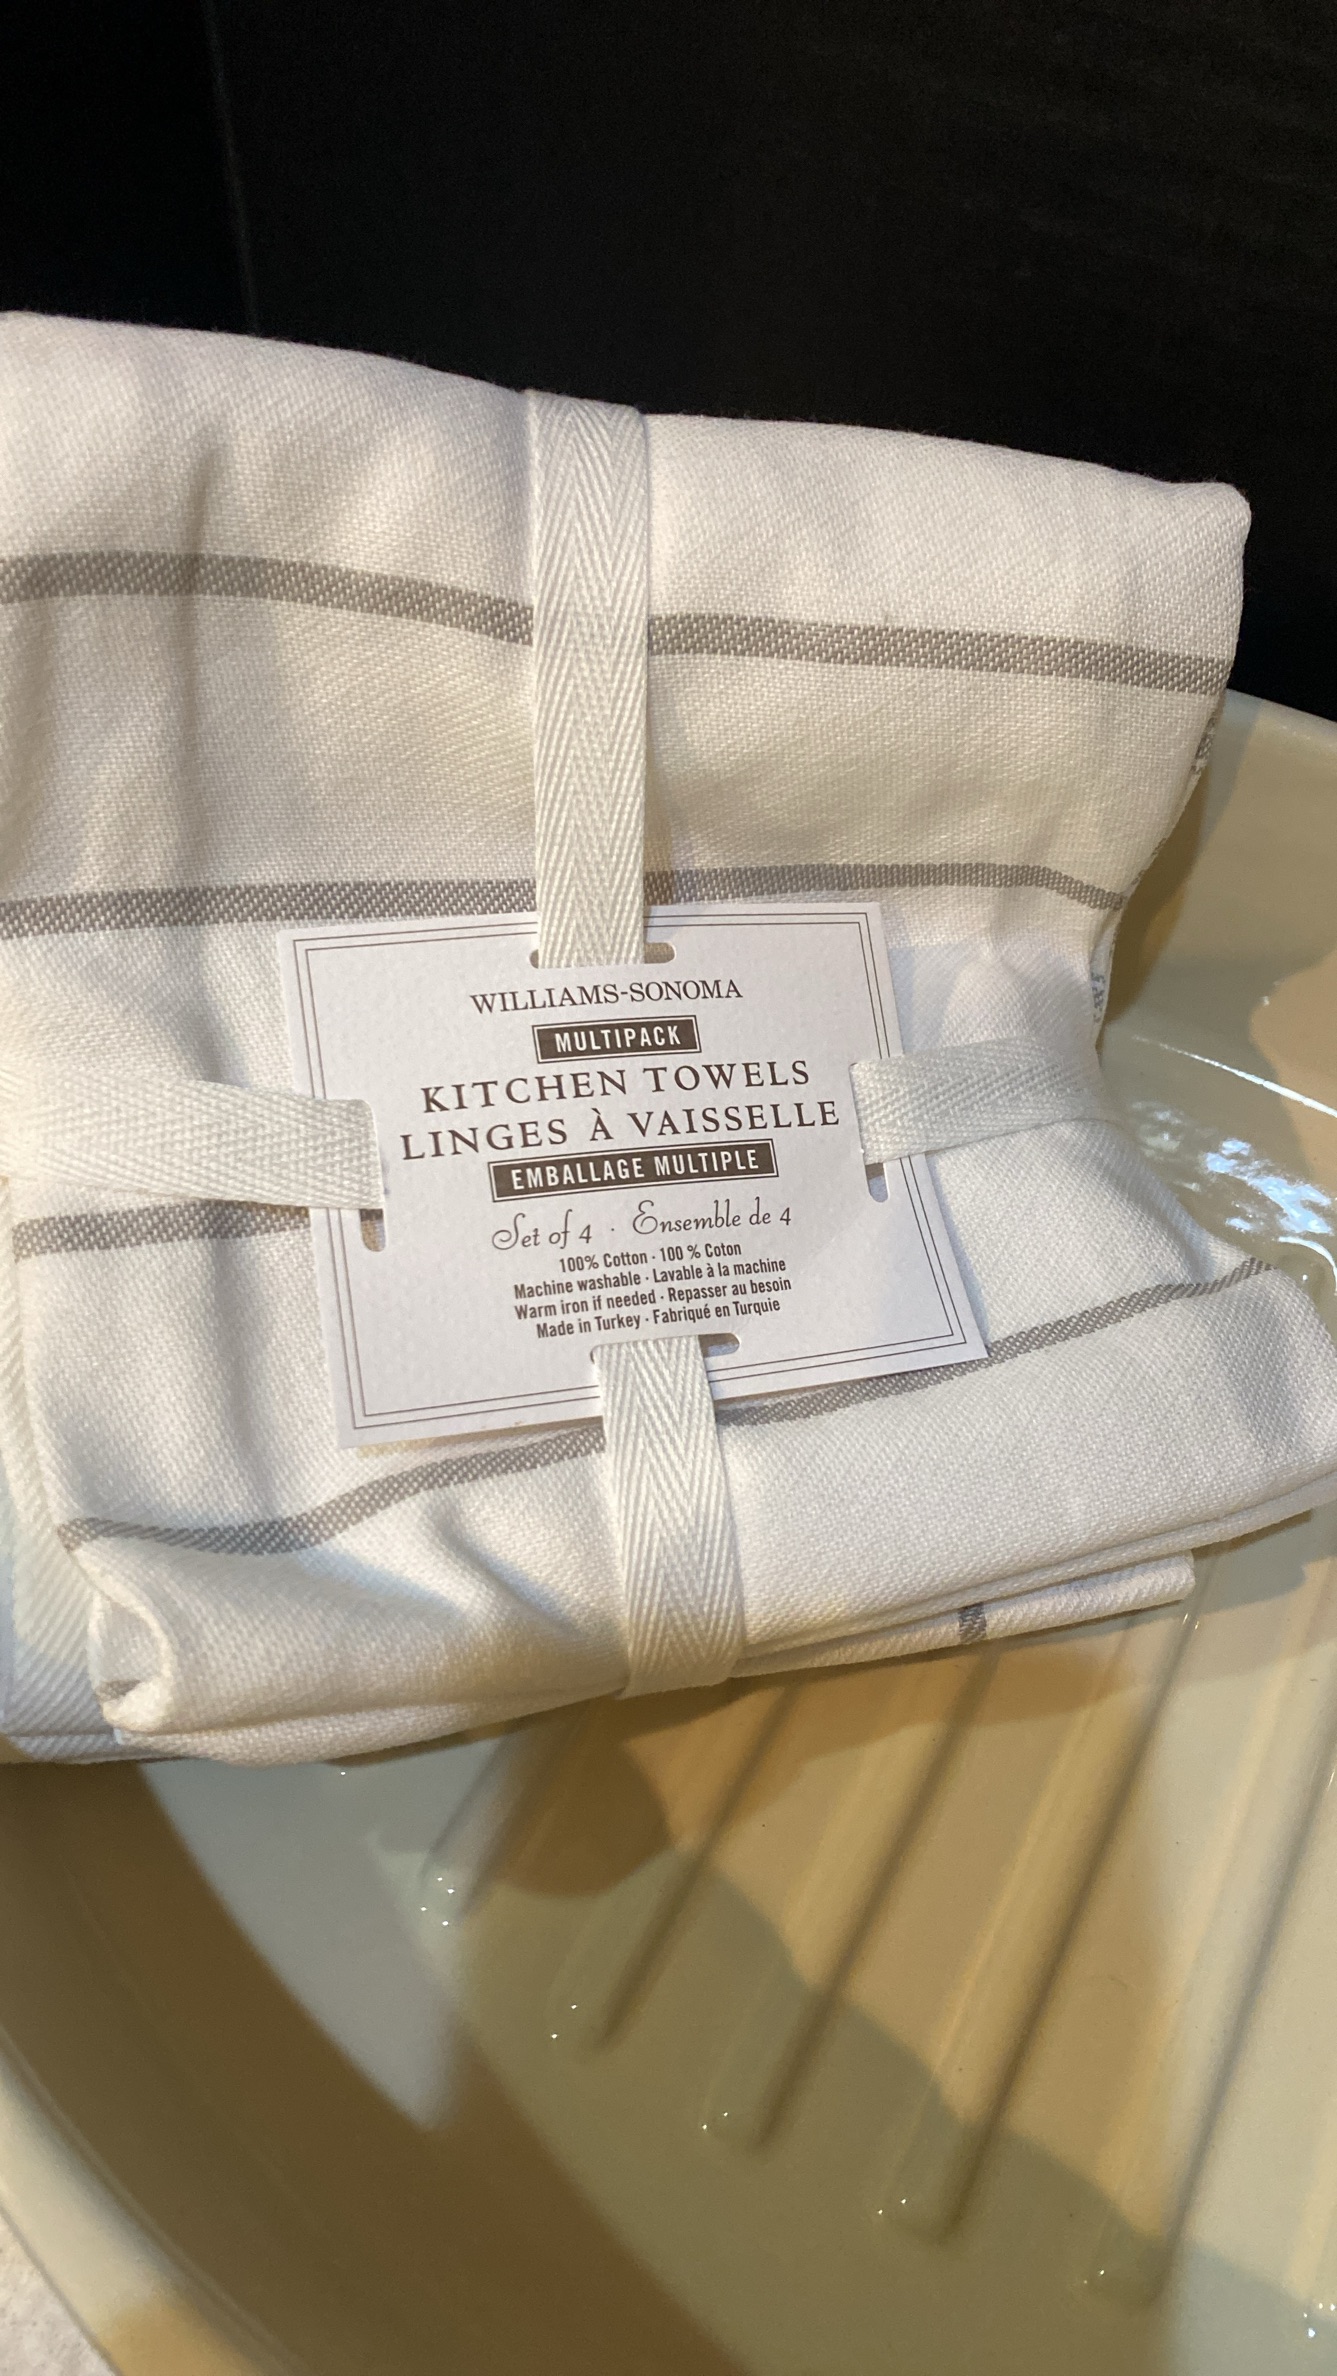 WILLIAMS-SONOMA
MULTIPACK
KITCHEN TOWELS
LINGES À VAISSELLE
EMBALLAGE MULTIPLE
Set of 4 · Ensemble de 4
100% Cotton · 100 % Coton
Machine washable · Lavable à la machine
Warm iron if needed · Repasser au besoin
Made in Turkey · Fabriqué en Turquie